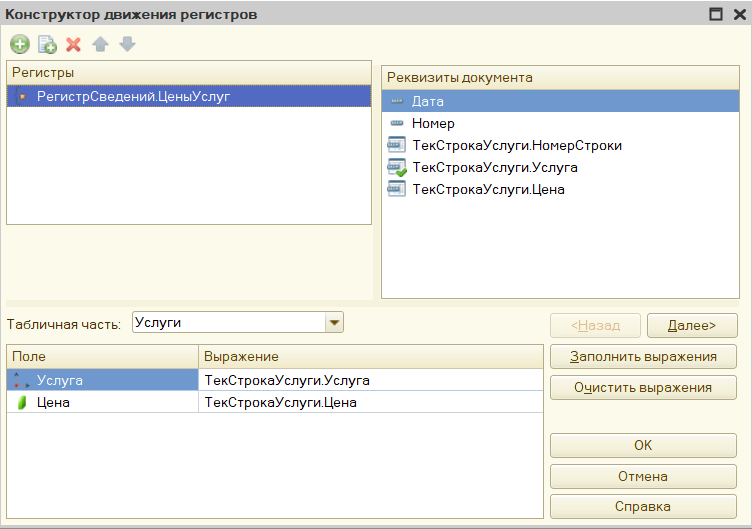 Конструктор движения регистров
Регистры
РегистрСведений.ЦеныУслуг
Реквизиты документа
Дата
Номер
ТекСтрокаУслуги.НомерСтроки
ТекСтрокаУслуги.Услуга
ТекСтрокаУслуги.Цена
Табличная часть: Услуги
<Назад Далее>
Поле Выражение
Услуга ТекСтрокаУслуги.Услуга
Цена ТекСтрокаУслуги.Цена
Заполнить выражения
Очистить выражения
OK
Отмена
Справка